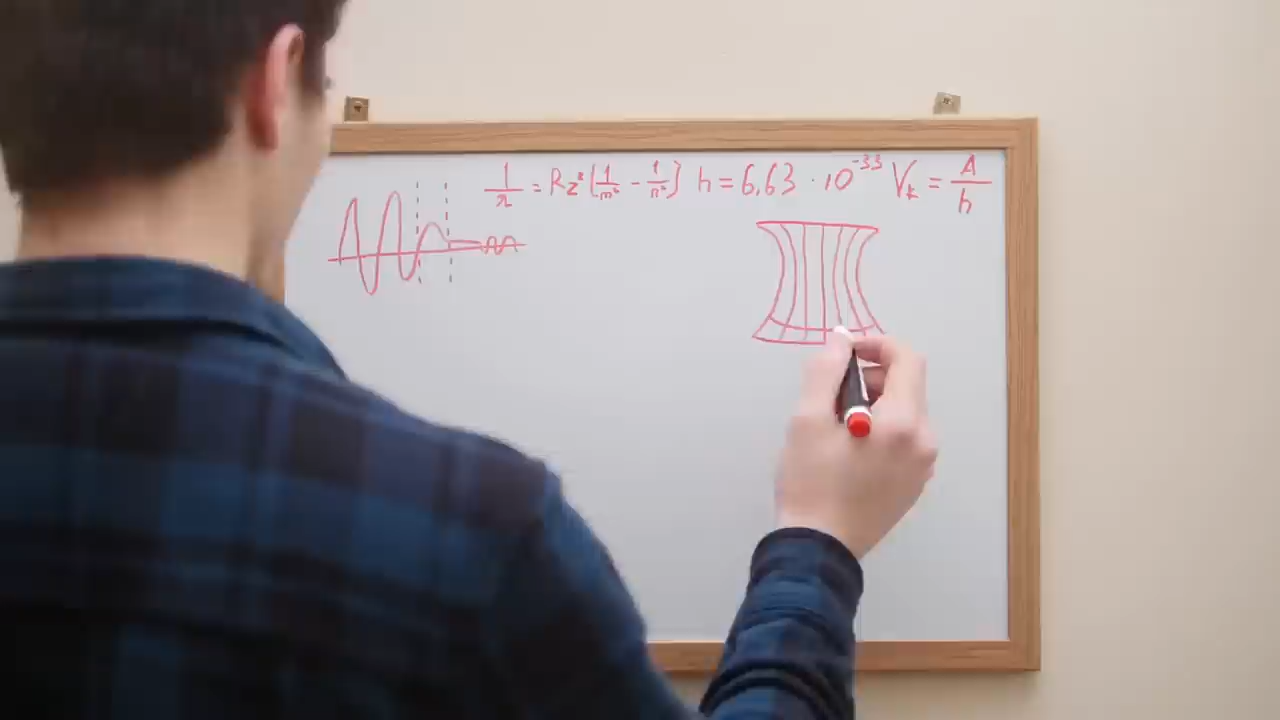 1/λ = Rz²(1/m² - 1/n²) h = 6,63 · 10⁻³³ Vₖ = A/h